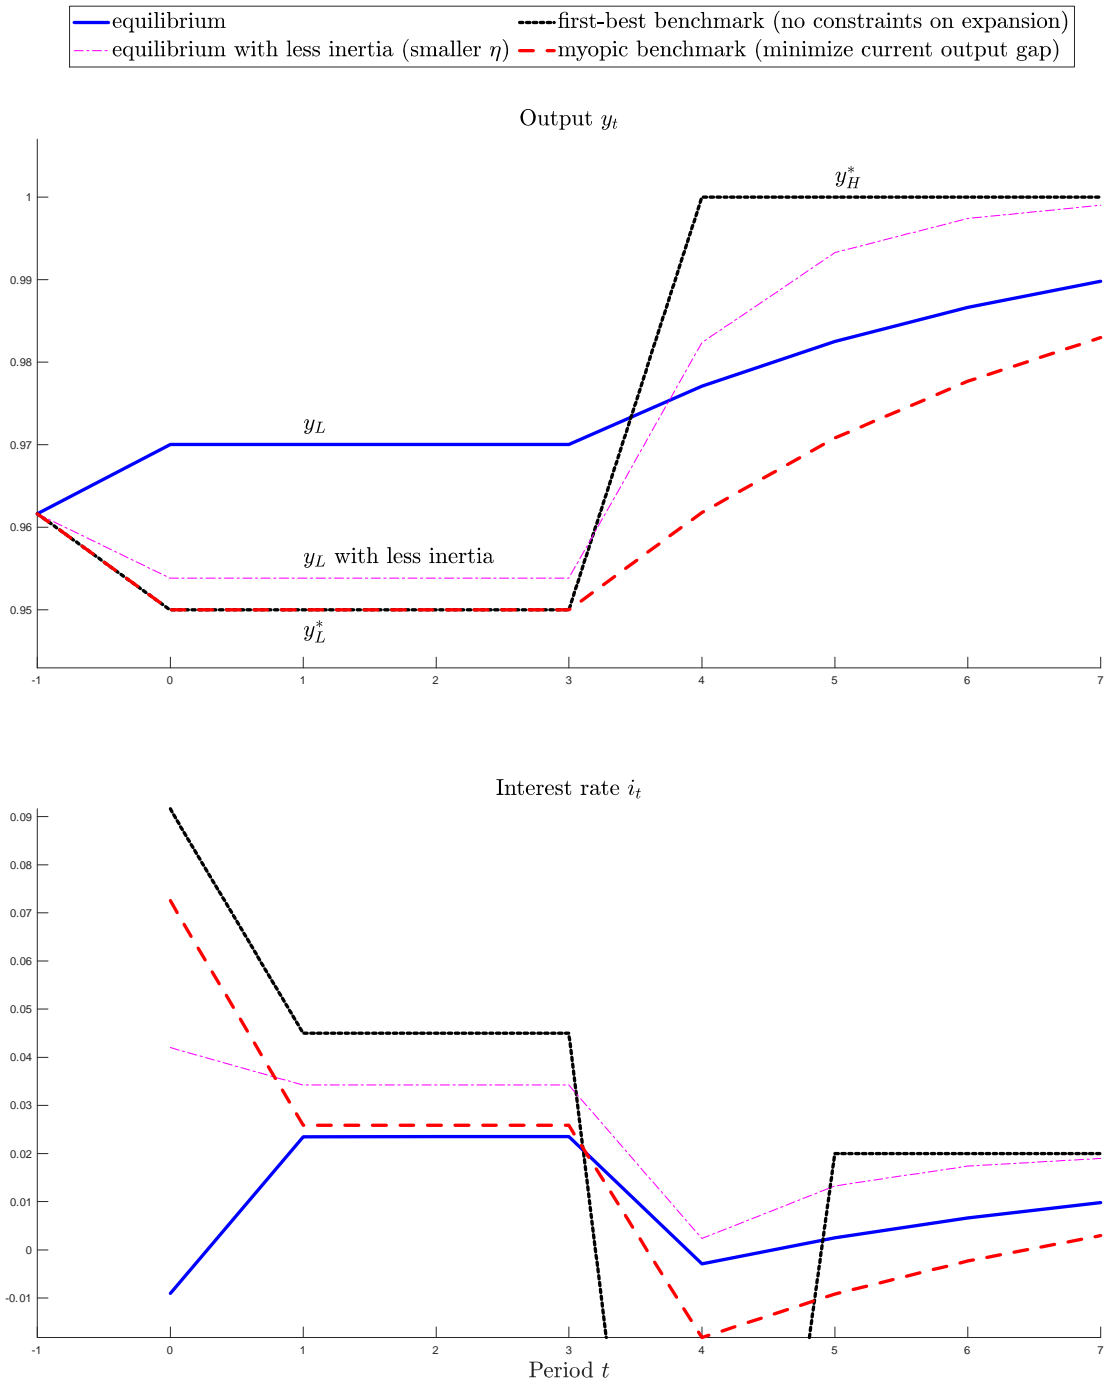 equilibrium first-best benchmark (no constraints on expansion)
equilibrium with less inertia (smaller η) myopic benchmark (minimize current output gap)
Output y_t
y*_H
1
0.99
0.98
0.97
y_L
0.96
y_L with less inertia
0.95
y*_L
-1 0 1 2 3 4 5 6 7
Interest rate i_t
0.09
0.08
0.07
0.06
0.05
0.04
0.03
0.02
0.01
0
-0.01
-1 0 1 2 3 4 5 6 7
Period t